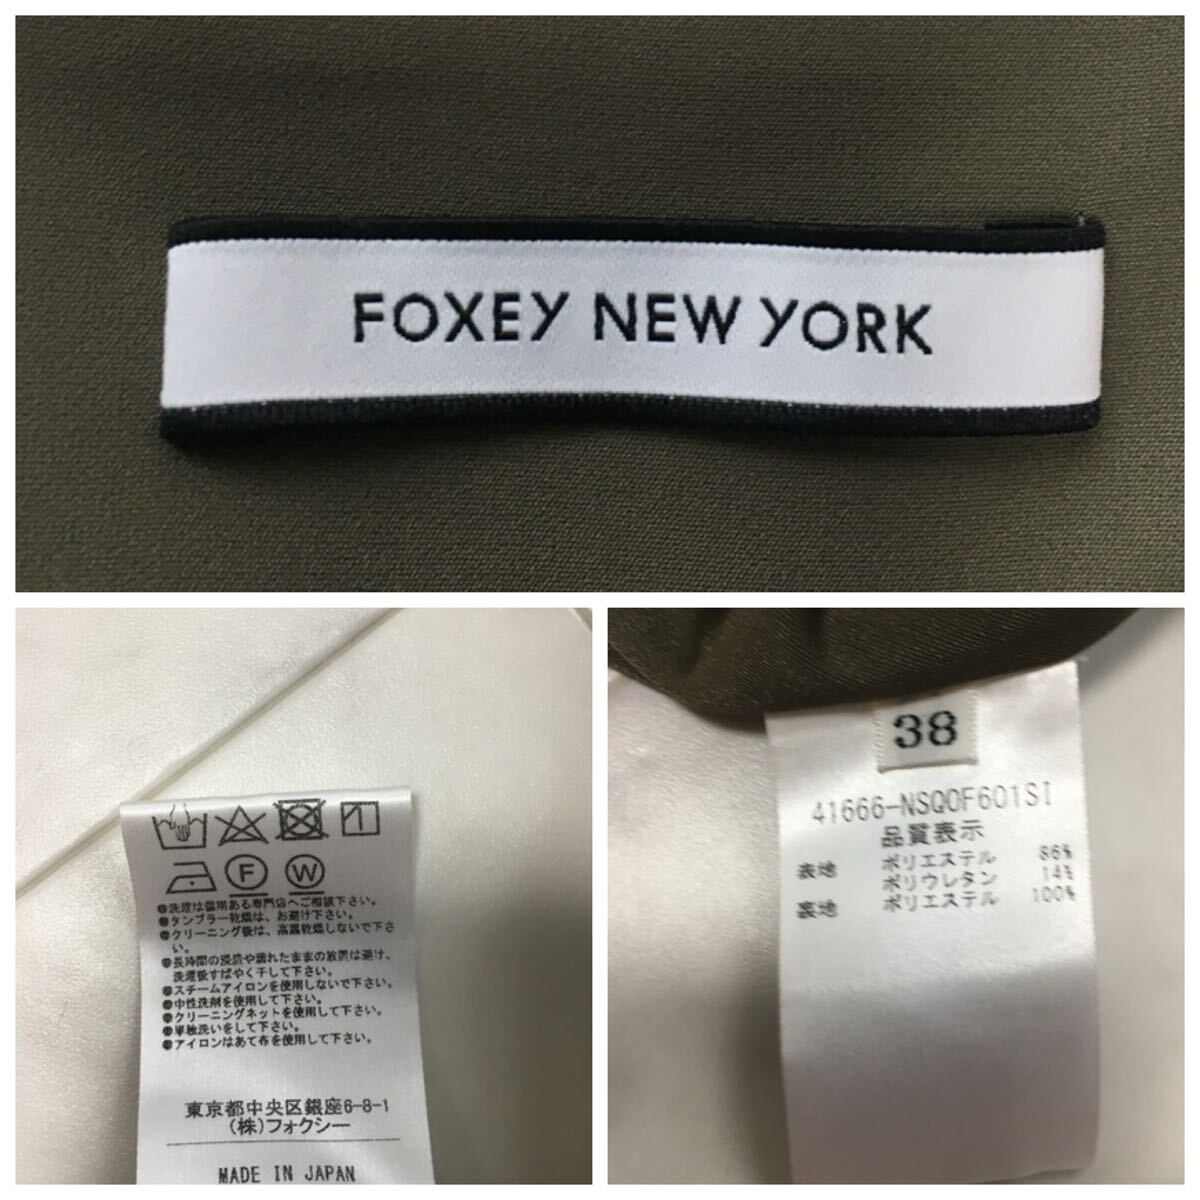 FOXEY NEW YORK
F W
●洗濯は信用ある専門店へご相談下さい。
●タンブラー乾燥は、お避け下さい。
●クリーニング後は、高温乾燥しないで下さ
い。
●長時間の浸漬や濡れたままの放置は避け、
洗濯後すばやく干して下さい。
●スチームアイロンを使用しないで下さい。
●中性洗剤を使用して下さい。
●クリーニングネットを使用して下さい。
●単独洗いをして下さい。
●アイロンはあて布を使用して下さい。
東京都中央区銀座6-8-1
(株)フォクシー
MADE IN JAPAN
38
41666-NSQOF601SI
品質表示
表地 ポリエステル 86%
ポリウレタン 14%
裏地 ポリエステル 100%